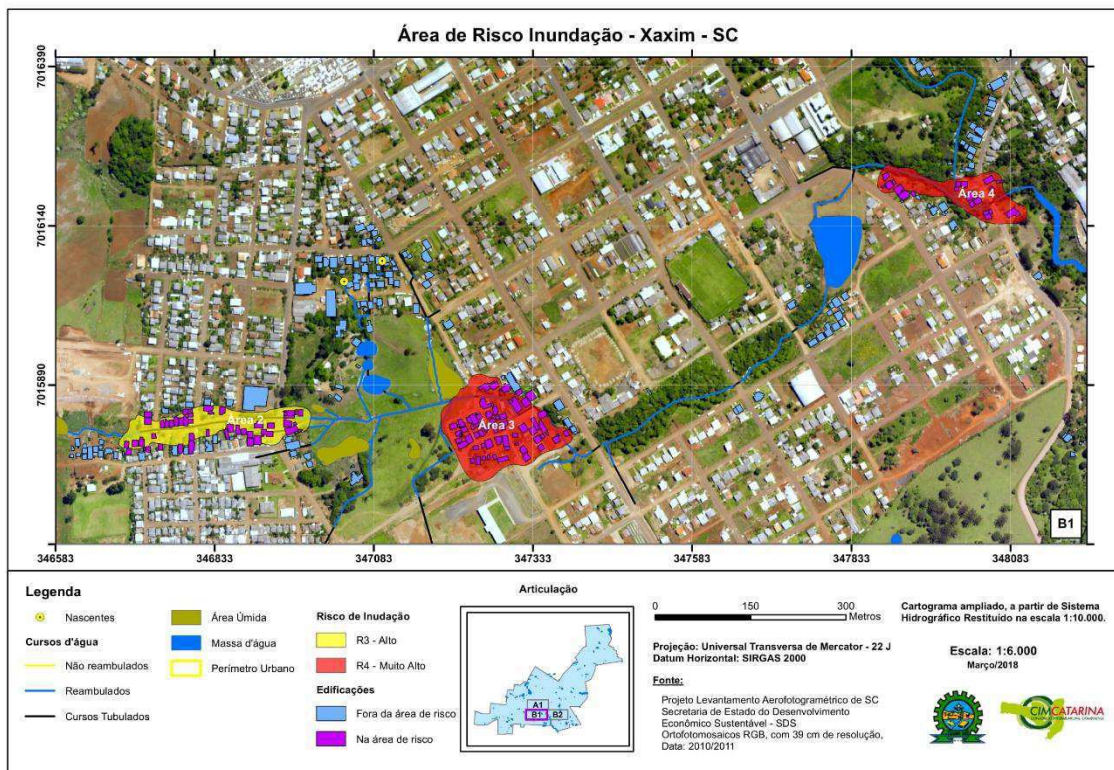 Área de Risco Inundação - Xaxim - SC
7016390
7016140
7015890
Área 4
Área 2
Área 3
B1
346583
346833
347083
347333
347583
347833
348083
Legenda
Nascentes
Cursos d'água
Não reambulados
Reambulados
Cursos Tubulados
Área Úmida
Massa d'água
Perímetro Urbano
Risco de Inudação
R3 - Alto
R4 - Muito Alto
Edificações
Fora da área de risco
Na área de risco
Articulação
A1
B1
B2
0 150 300
Metros
Projeção: Universal Transversa de Mercator - 22 J
Datum Horizontal: SIRGAS 2000
Fonte:
Projeto Levantamento Aerofotogramétrico de SC
Secretaria de Estado do Desenvolvimento
Econômico Sustentável - SDS
Ortofotomosaicos RGB, com 39 cm de resolução,
Data: 2010/2011
Cartograma ampliado, a partir de Sistema
Hidrográfico Restituído na escala 1:10.000.
Escala: 1:6.000
Março/2018
CIMCATARINA